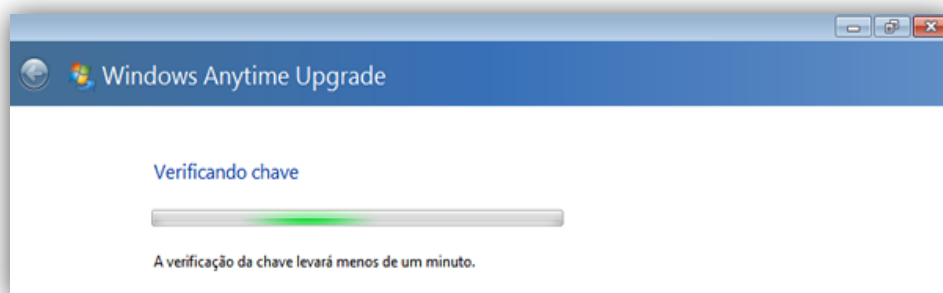 Windows Anytime Upgrade
Verificando chave
A verificação da chave levará menos de um minuto.